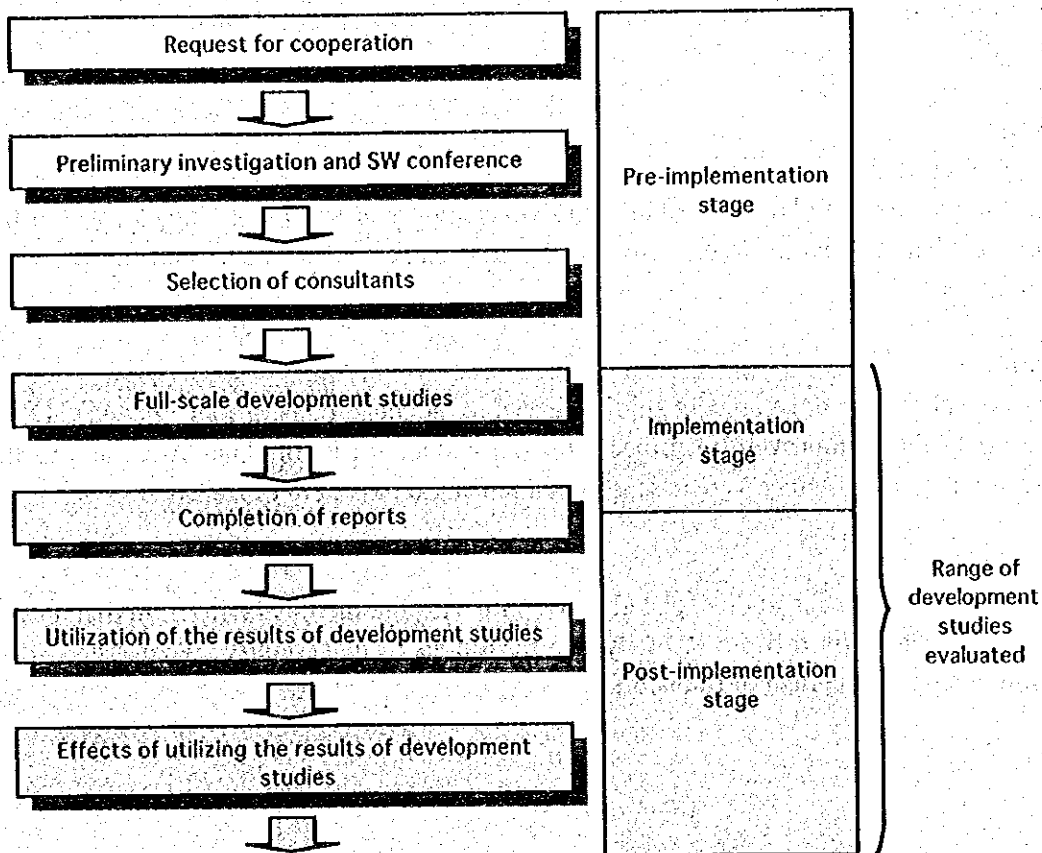 Request for cooperation
Preliminary investigation and SW conference
Selection of consultants
Full-scale development studies
Completion of reports
Utilization of the results of development studies
Effects of utilizing the results of development
studies
Pre-implementation
stage
Implementation
stage
Post-implementation
stage
Range of
development
studies
evaluated